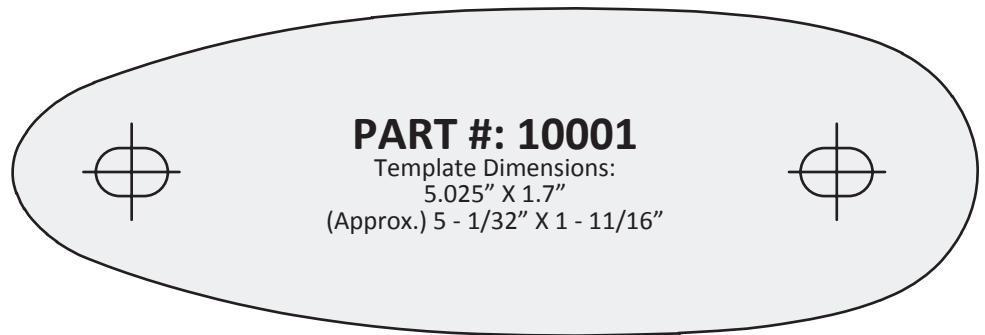 PART #: 10001
Template Dimensions:
5.025” X 1.7”
(Approx.) 5 - 1/32” X 1 - 11/16”